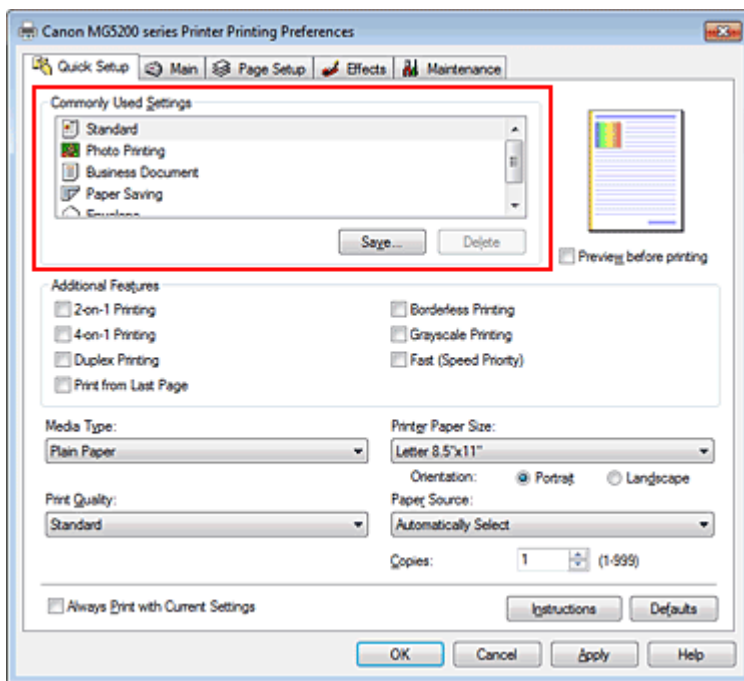 Canon MG5200 series Printer Printing Preferences
Quick Setup Main Page Setup Effects Maintenance
Commonly Used Settings
Standard
Photo Printing
Business Document
Paper Saving
Envelope
Save... Delete
Preview before printing
Additional Features
2-on-1 Printing Borderless Printing
4-on-1 Printing Grayscale Printing
Duplex Printing Fast (Speed Priority)
Print from Last Page
Media Type: Printer Paper Size:
Plain Paper Letter 8.5"x11"
Orientation: Portrait Landscape
Print Quality: Paper Source:
Standard Automatically Select
Copies: 1 (1-999)
Always Print with Current Settings Instructions Defaults
OK Cancel Apply Help